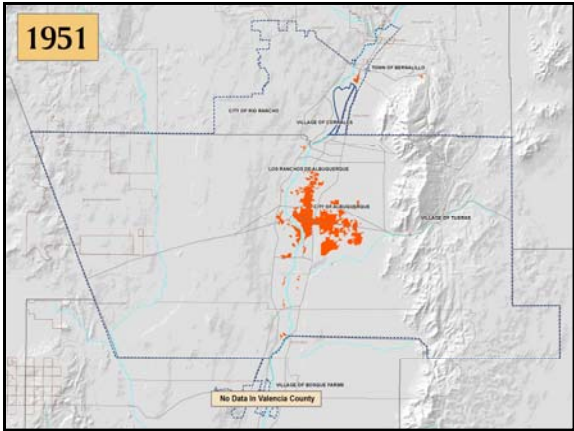 1951
TOWN OF BERNALILLO
CITY OF RIO RANCHO
VILLAGE OF CORRALES
LOS RANCHOS DE ALBUQUERQUE
CITY OF ALBUQUERQUE
VILLAGE OF TIJERAS
VILLAGE OF BOSQUE FARMS
No Data In Valencia County